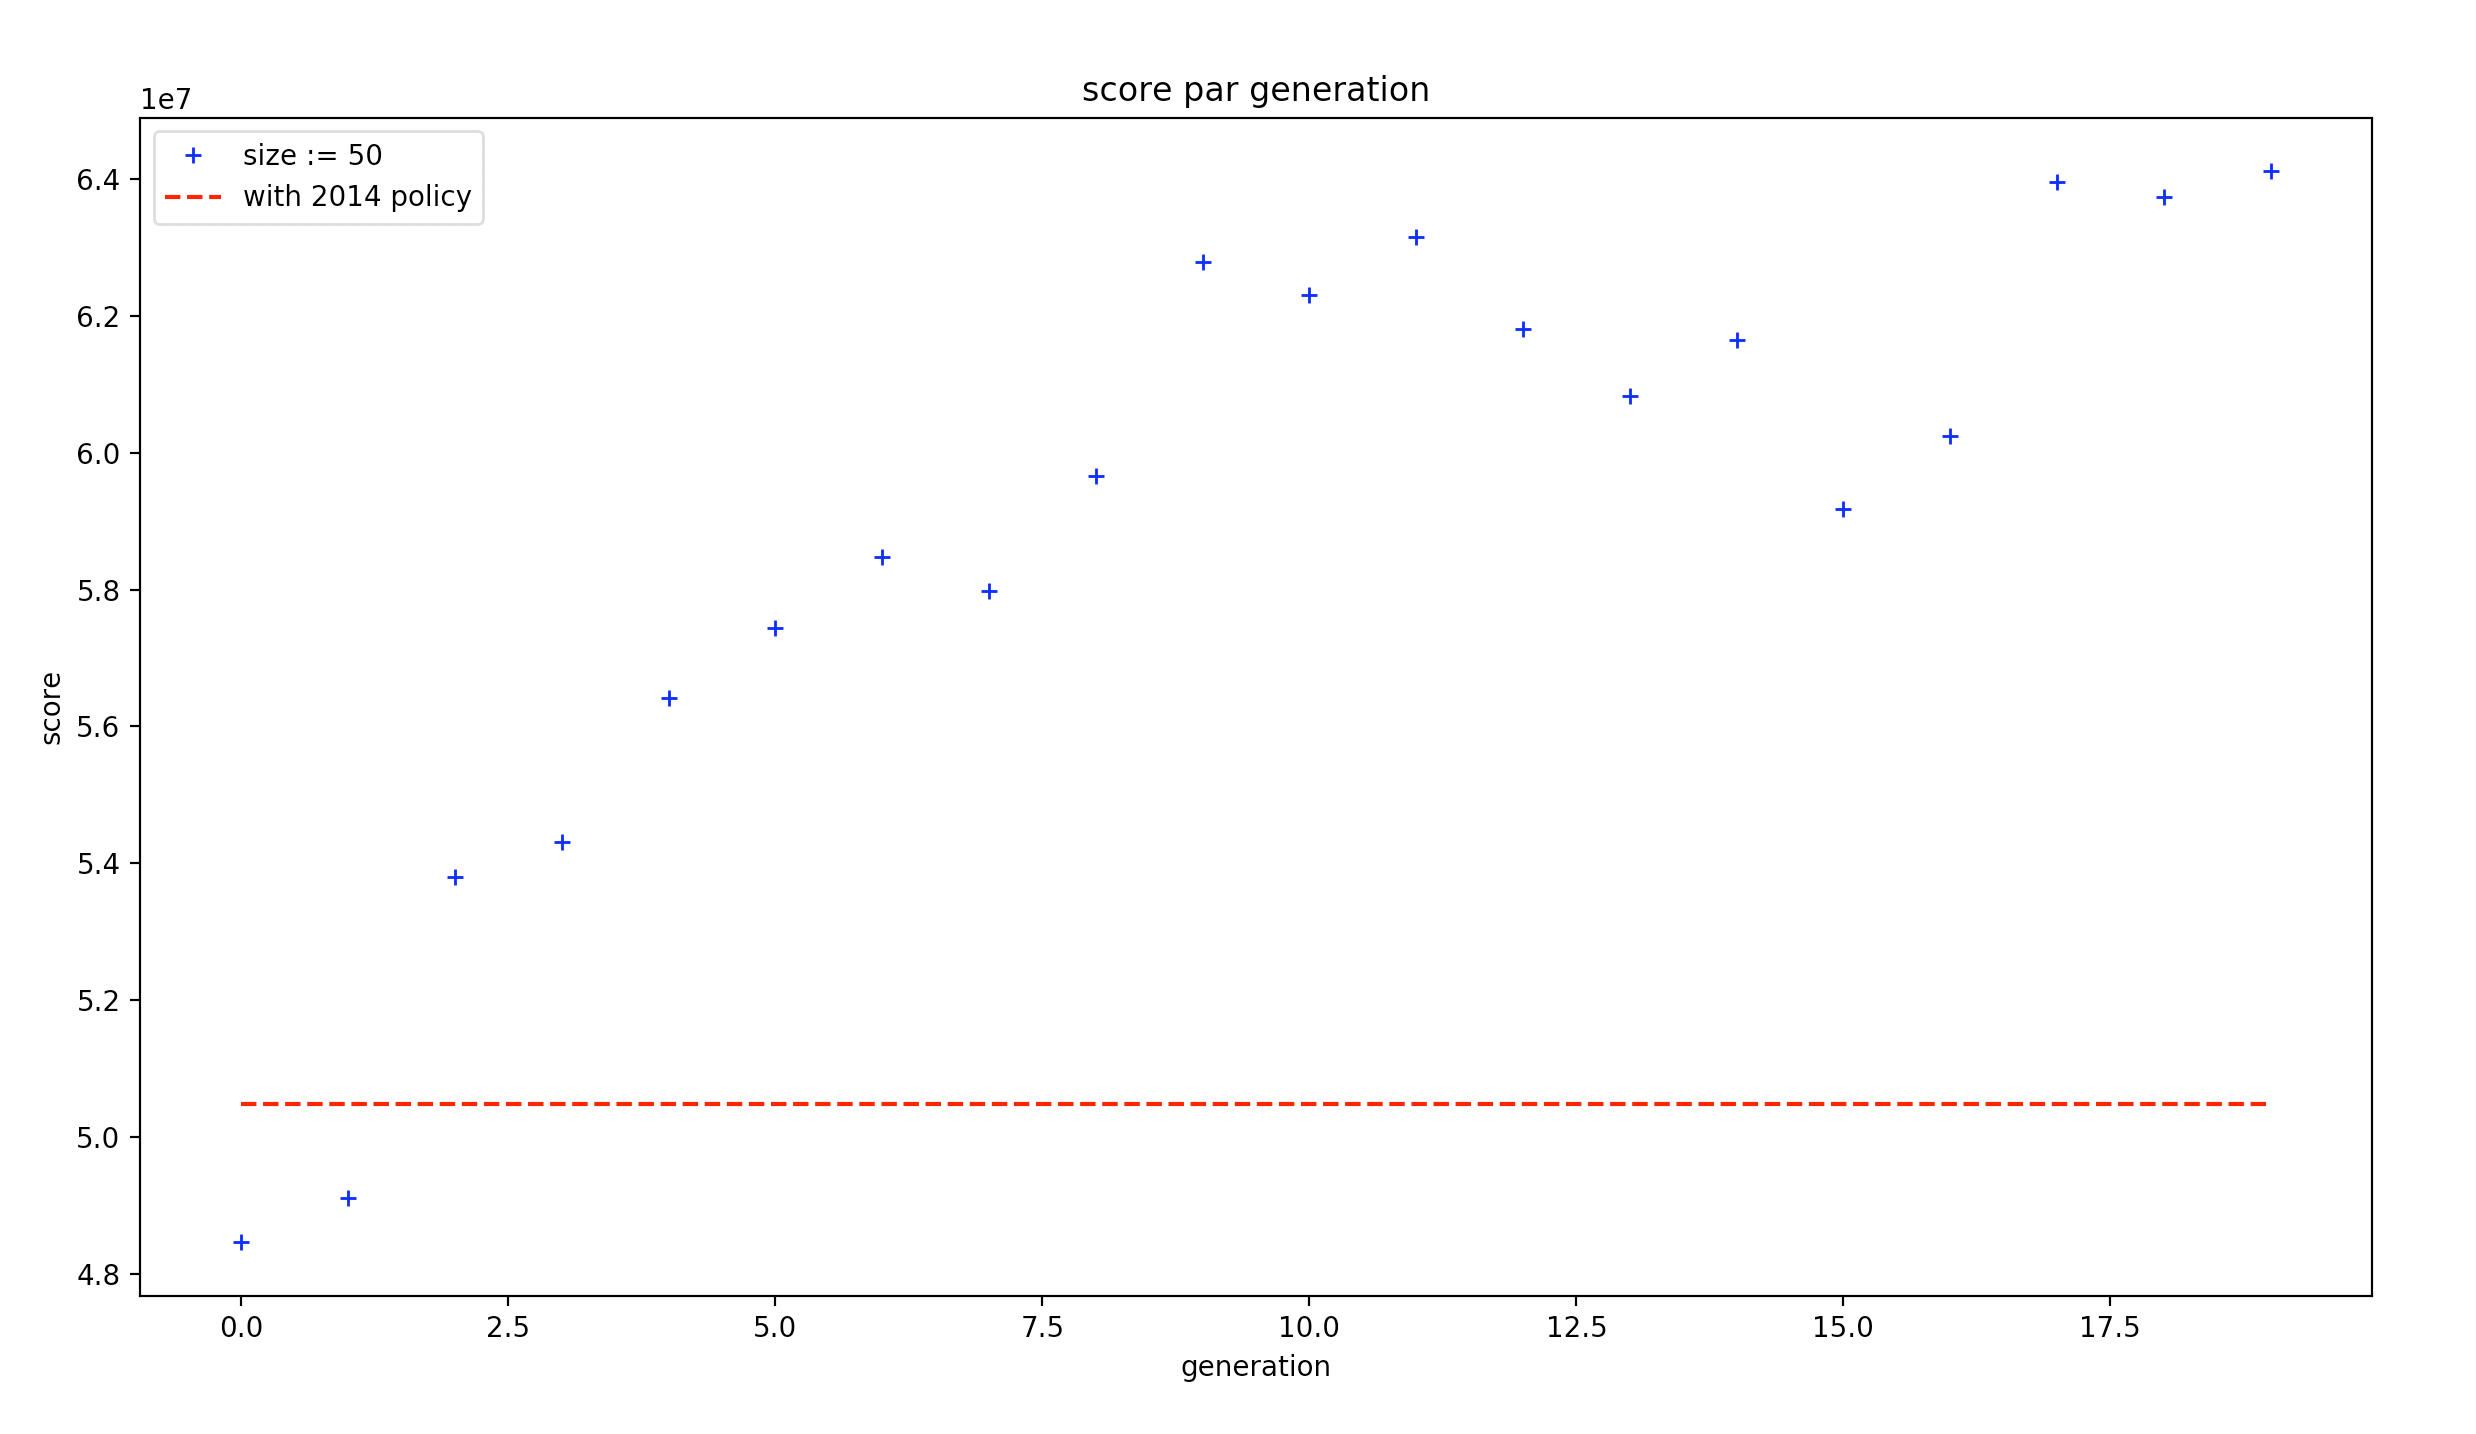 score par generation
1e7
size := 50
with 2014 policy
6.4
6.2
6.0
5.8
5.6
5.4
5.2
5.0
4.8
score
0.0 2.5 5.0 7.5 10.0 12.5 15.0 17.5
generation